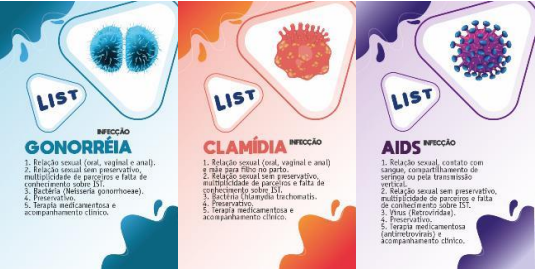 LIST
INFECÇÃO
GONORRÉIA
1. Relação sexual (oral, vaginal e anal).
2. Relação sexual sem preservativo,
multiplicidade de parceiros e falta de
conhecimento sobre IST.
3. Bactéria (Neisseria gonorrhoeae).
4. Preservativo.
5. Terapia medicamentosa e
acompanhamento clínico.
LIST
CLAMÍDIA INFECÇÃO
1. Relação sexual (oral, vaginal e anal)
e mãe para filho no parto.
2. Relação sexual sem preservativo,
multiplicidade de parceiros e falta de
conhecimento sobre IST.
3. Bactéria Chlamydia trachomatis.
4. Preservativo.
5. Terapia medicamentosa e
acompanhamento clínico.
LIST
AIDS INFECÇÃO
1. Relação sexual, contato com
sangue, compartilhamento de
seringa ou pela transmissão
vertical.
2. Relação sexual sem preservativo,
multiplicidade de parceiros e falta
de conhecimento sobre IST.
3. Vírus (Retroviridae).
4. Preservativo.
5. Terapia medicamentosa
(antirretrovirais) e
acompanhamento clínico.